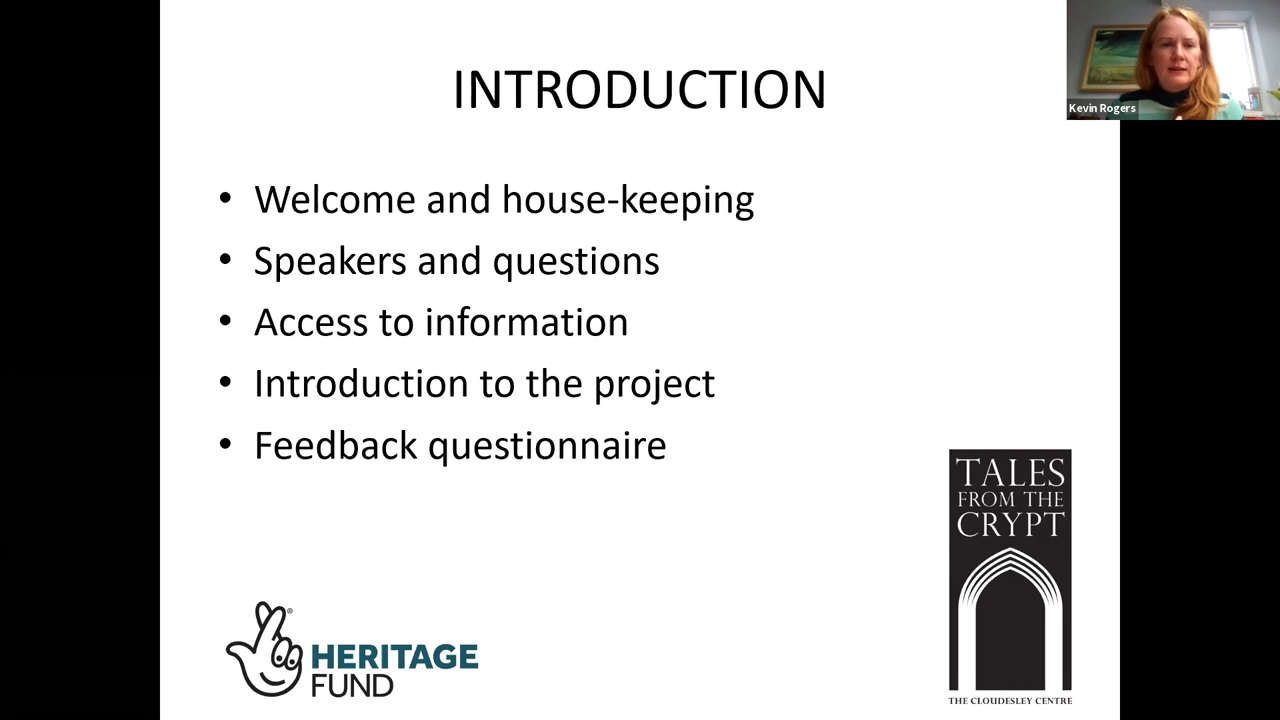 INTRODUCTION
Kevin Rogers
• Welcome and house-keeping
• Speakers and questions
• Access to information
• Introduction to the project
• Feedback questionnaire
TALES
FROM THE
CRYPT
THE CLOUDESLEY CENTRE
HERITAGE
FUND